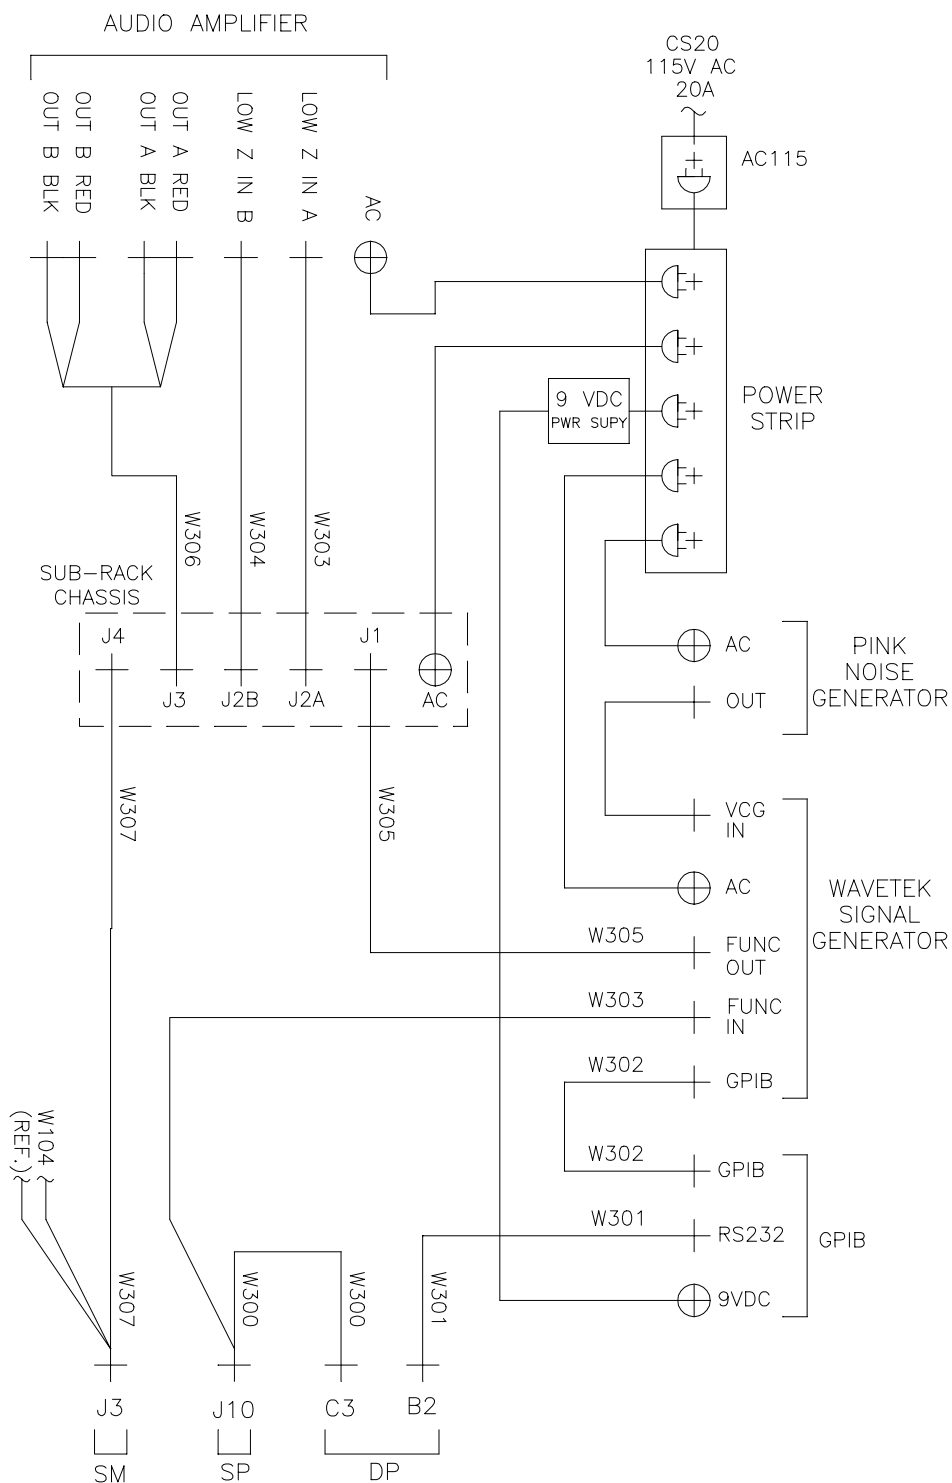 AUDIO AMPLIFIER
OUT B BLK
OUT B RED
OUT A BLK
OUT A RED
LOW Z IN B
LOW Z IN A
AC
CS20
115V AC
20A
AC115
9 VDC
PWR SUPY
POWER
STRIP
W306
W304
W303
SUB-RACK
CHASSIS
J4
J3
J2B
J2A
J1
AC
AC
OUT
PINK
NOISE
GENERATOR
W307
W305
VCG
IN
AC
W305
FUNC
OUT
W303
FUNC
IN
W302
GPIB
WAVETEK
SIGNAL
GENERATOR
W302
GPIB
W301
RS232
9VDC
GPIB
W104
(REF.)
W307
W300
W300
W301
J3
J10
C3
B2
SM
SP
DP